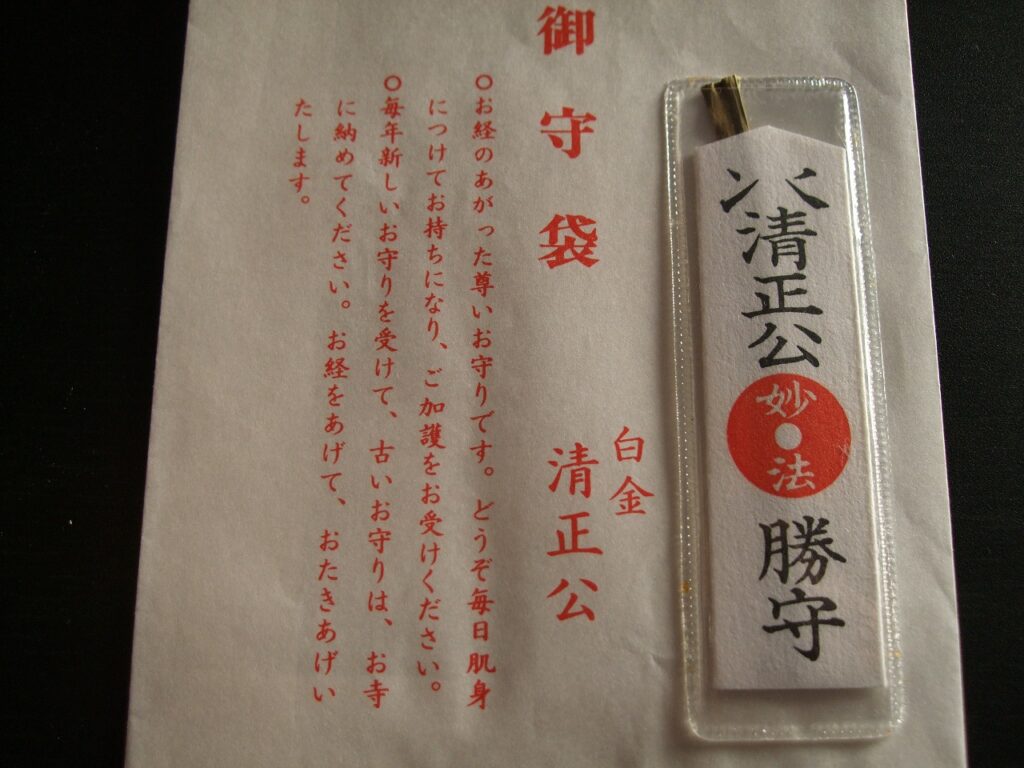 清正公
妙
法
勝守
御守袋
白金
清正公
○お経のあがった尊いお守りです。どうぞ毎日肌身
につけてお持ちになり、ご加護をお受けください。
○毎年新しいお守りを受けて、古いお守りは、お寺
に納めてください。お経をあげて、おたきあげい
たします。